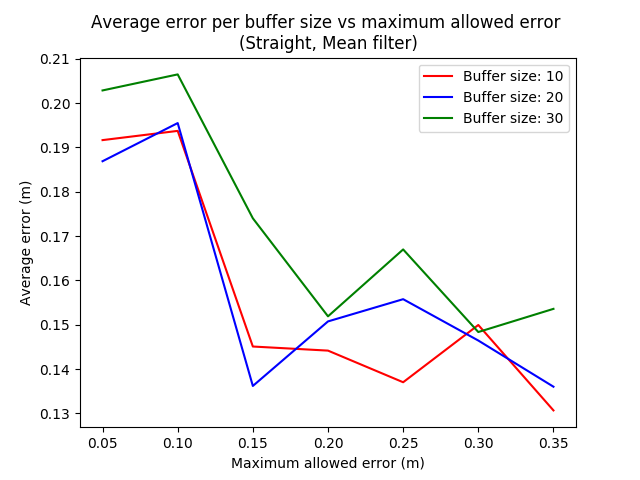 Average error per buffer size vs maximum allowed error
(Straight, Mean filter)
Buffer size: 10
Buffer size: 20
Buffer size: 30
Average error (m)
0.21
0.20
0.19
0.18
0.17
0.16
0.15
0.14
0.13
0.05 0.10 0.15 0.20 0.25 0.30 0.35
Maximum allowed error (m)